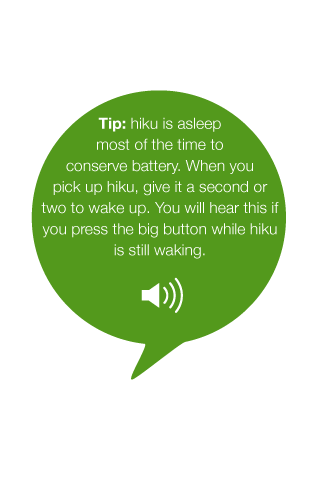 Tip: hiku is asleep
most of the time to
conserve battery. When you
pick up hiku, give it a second or
two to wake up. You will hear this if
you press the big button while hiku
is still waking.